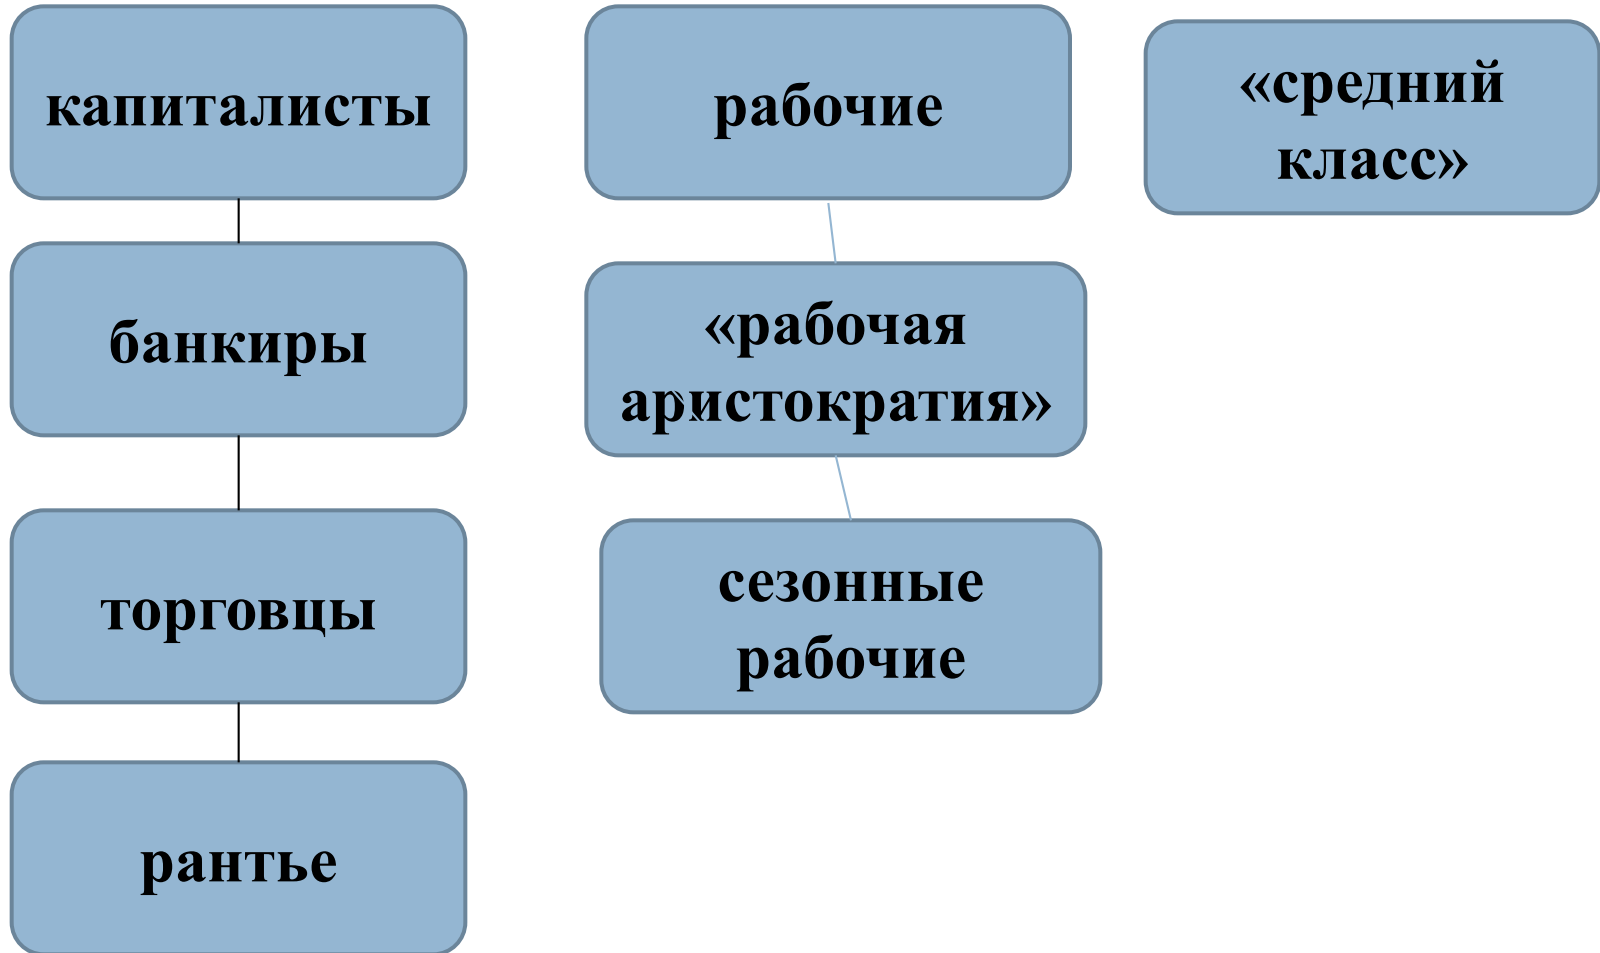 капиталисты
банкиры
торговцы
рантье
рабочие
«рабочая
аристократия»
сезонные
рабочие
«средний
класс»